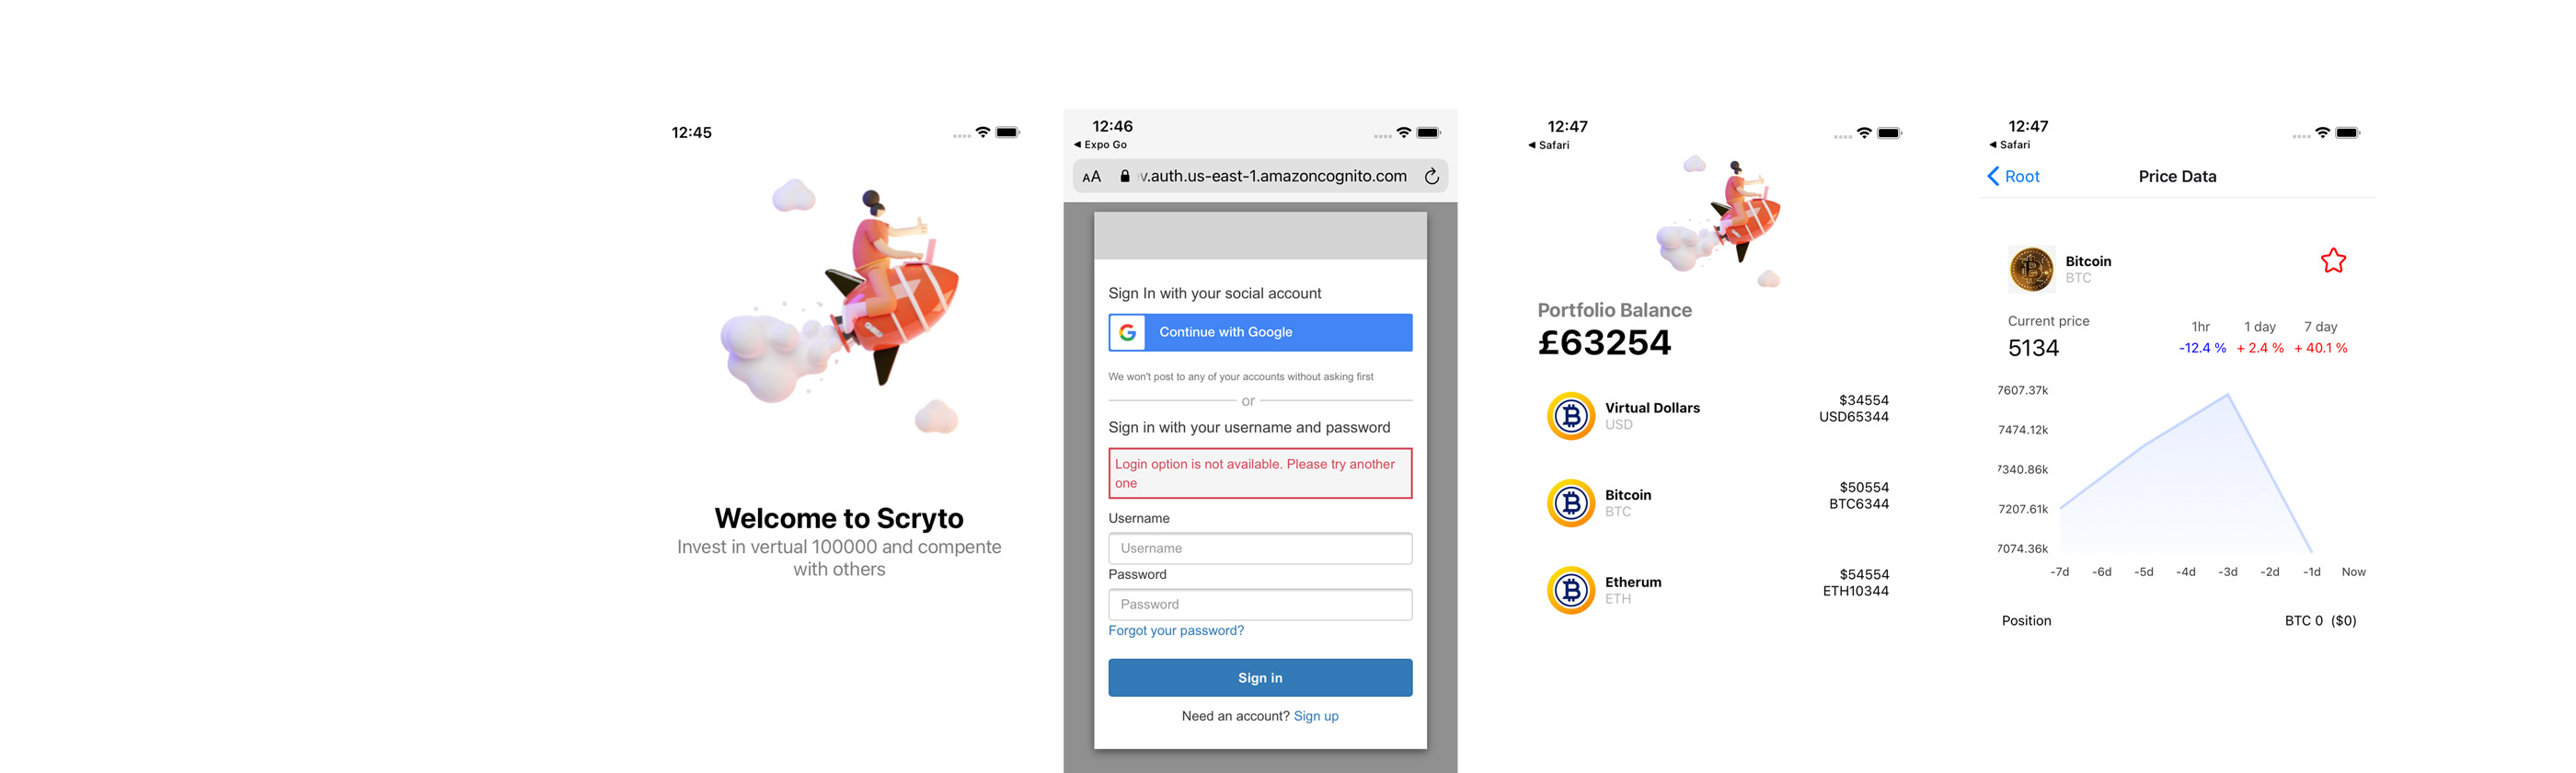 12:45
Welcome to Scryto
Invest in vertual 100000 and compente
with others
12:46
◀ Expo Go
AA v.auth.us-east-1.amazoncognito.com
Sign In with your social account
G Continue with Google
We won't post to any of your accounts without asking first
or
Sign in with your username and password
Login option is not available. Please try another
one
Username
Username
Password
Password
Forgot your password?
Sign in
Need an account? Sign up
12:47
◀ Safari
Portfolio Balance
£63254
Virtual Dollars
USD
$34554
USD65344
Bitcoin
BTC
$50554
BTC6344
Etherum
ETH
$54554
ETH10344
12:47
◀ Safari
Root
Price Data
Bitcoin
BTC
Current price
5134
1hr 1 day 7 day
-12.4 % + 2.4 % + 40.1 %
7607.37k
7474.12k
7340.86k
7207.61k
7074.36k
-7d -6d -5d -4d -3d -2d -1d Now
Position
BTC 0 ($0)